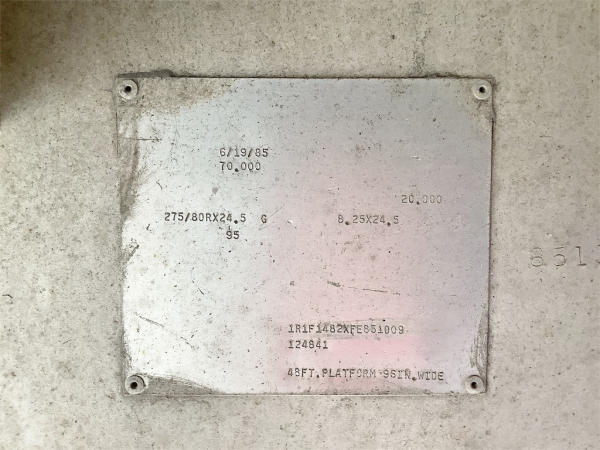 6/19/85
70.000
20.000
275/80RX24.5 G 8.25X24.5
95
1R1F1482XFE851009
124841
48FT.PLATFORM 96IN.WIDE